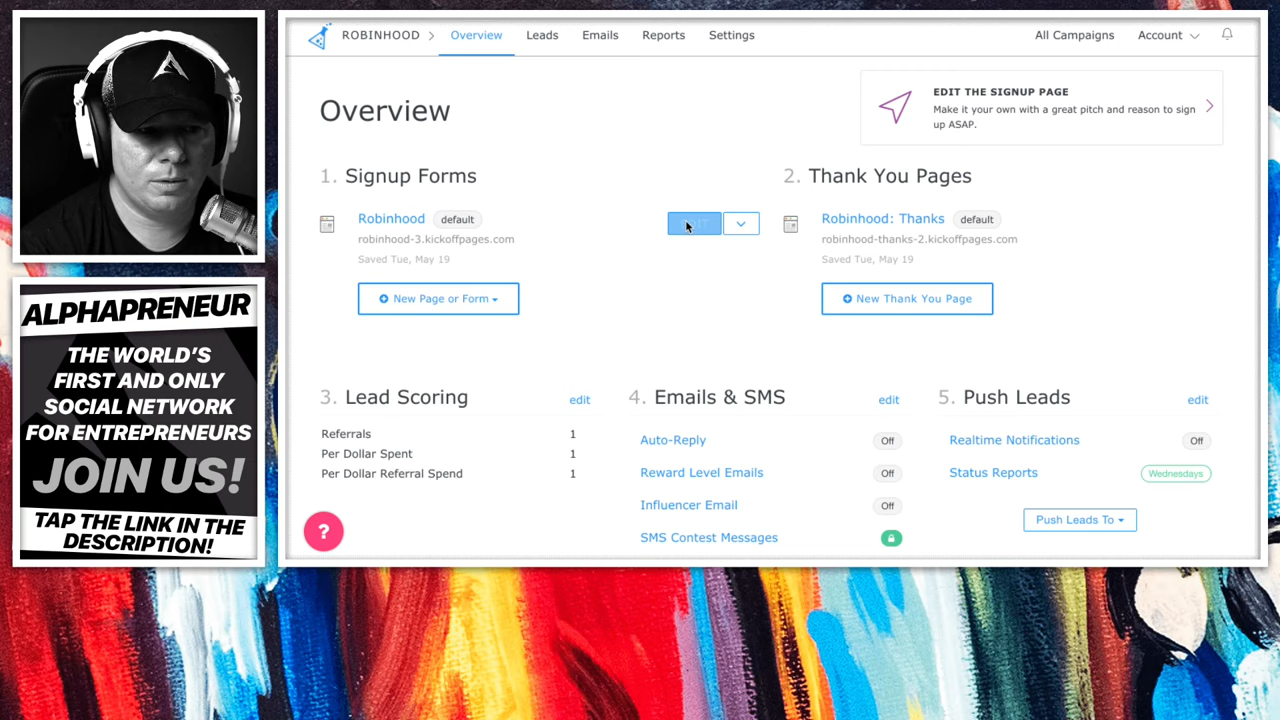 ALPHAPRENEUR
THE WORLD'S
FIRST AND ONLY
SOCIAL NETWORK
FOR ENTREPRENEURS
JOIN US!
TAP THE LINK IN THE
DESCRIPTION!
ROBINHOOD
Overview
Leads
Emails
Reports
Settings
All Campaigns
Account
Overview
EDIT THE SIGNUP PAGE
Make it your own with a great pitch and reason to sign
up ASAP.
1. Signup Forms
Robinhood default
robinhood-3.kickoffpages.com
Saved Tue, May 19
New Page or Form
2. Thank You Pages
Robinhood: Thanks default
robinhood-thanks-2.kickoffpages.com
Saved Tue, May 19
New Thank You Page
3. Lead Scoring edit
Referrals 1
Per Dollar Spent 1
Per Dollar Referral Spend 1
4. Emails & SMS edit
Auto-Reply Off
Reward Level Emails Off
Influencer Email Off
SMS Contest Messages
5. Push Leads edit
Realtime Notifications Off
Status Reports Wednesdays
Push Leads To
?